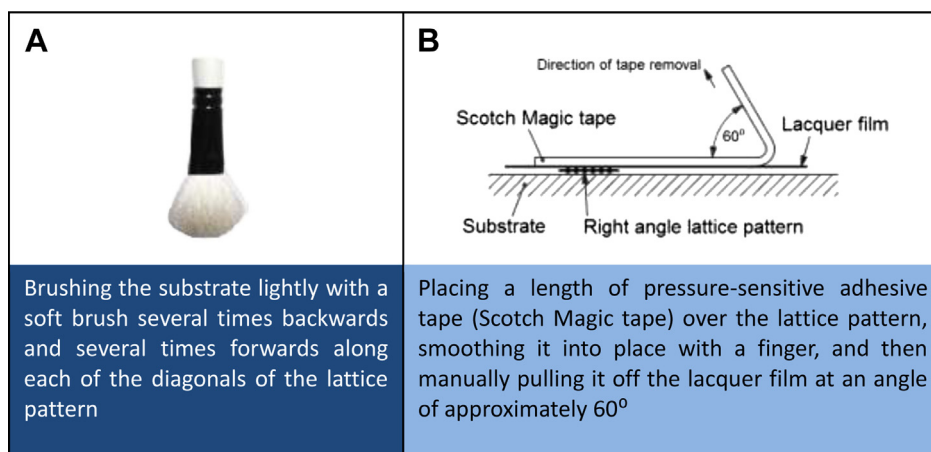 A
B
Direction of tape removal
Scotch Magic tape
60⁰
Lacquer film
Substrate
Right angle lattice pattern
Brushing the substrate lightly with a
soft brush several times backwards
and several times forwards along
each of the diagonals of the lattice
pattern
Placing a length of pressure-sensitive adhesive
tape (Scotch Magic tape) over the lattice pattern,
smoothing it into place with a finger, and then
manually pulling it off the lacquer film at an angle
of approximately 60⁰